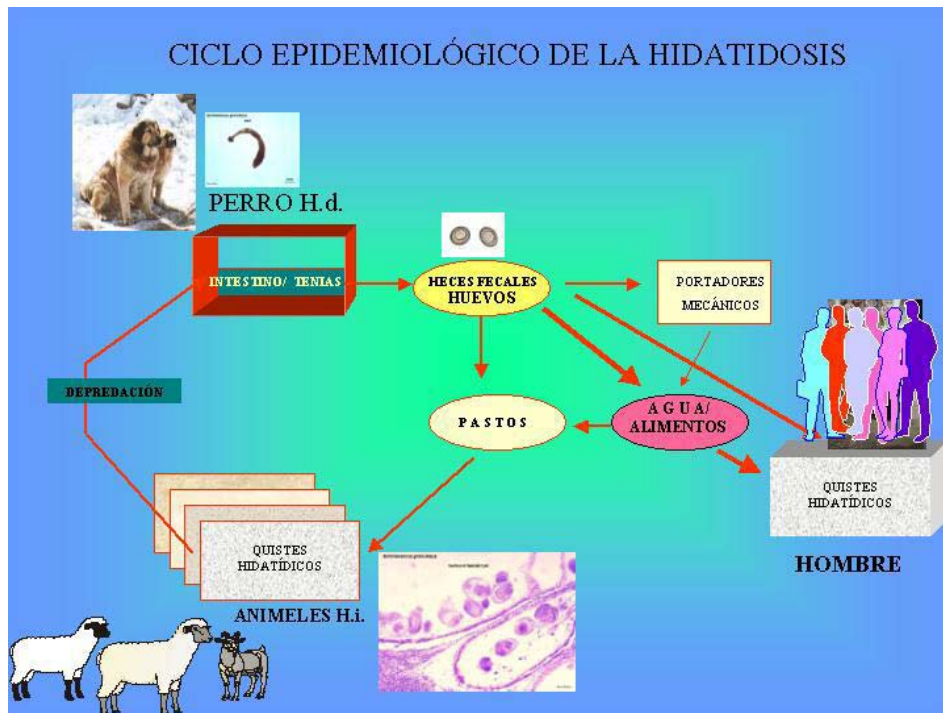 CICLO EPIDEMIOLÓGICO DE LA HIDATIDOSIS
PERRO H.d.
INTESTINO/ TENIAS
HECES FECALES
HUEVOS
PORTADORES
MECÁNICOS
DEPREDACIÓN
PASTOS
AGUA/
ALIMENTOS
QUISTES
HIDATÍDICOS
HOMBRE
QUISTES
HIDATÍDICOS
ANIMELES H.i.